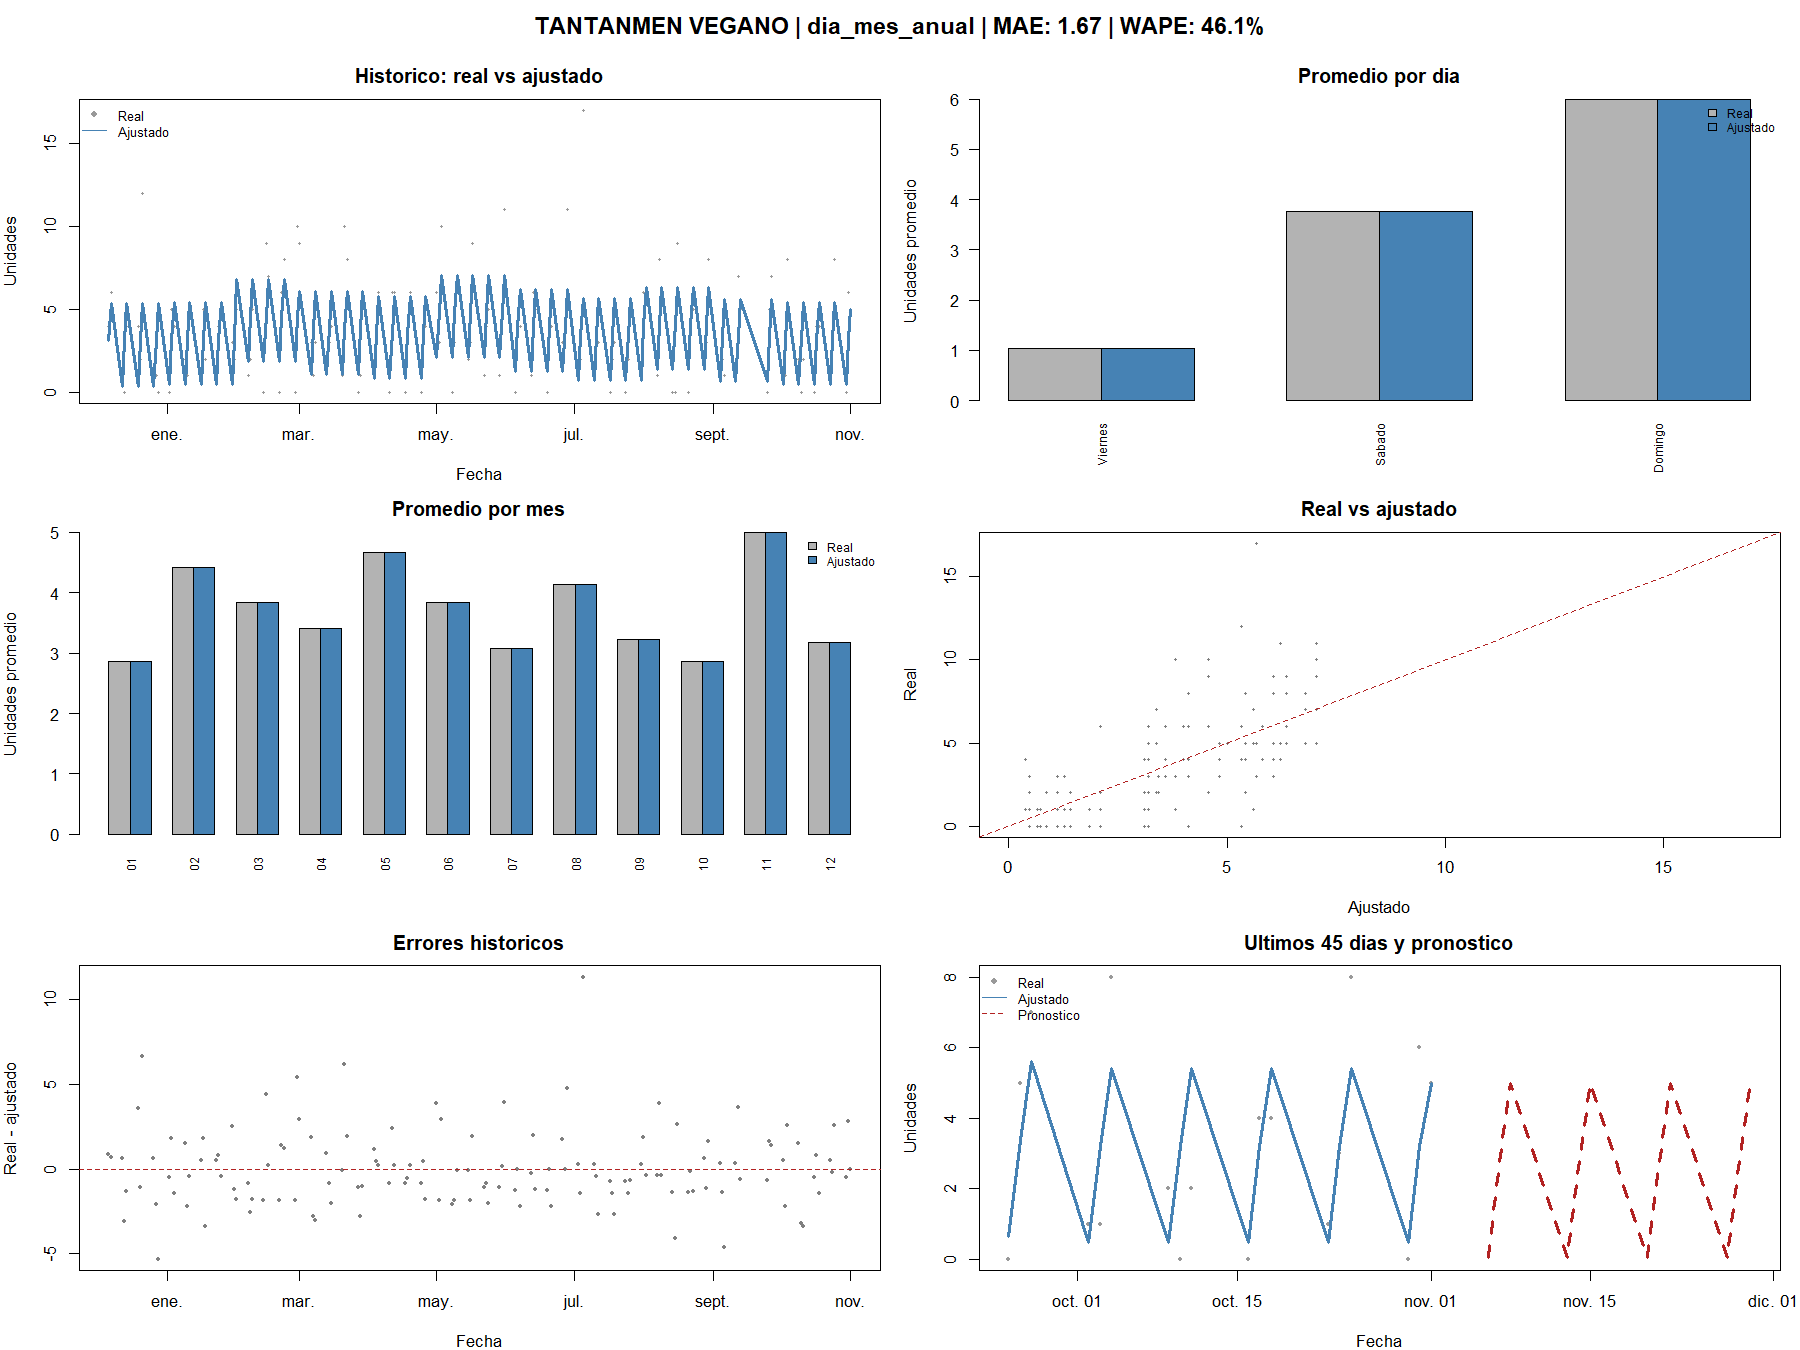 TANTANMEN VEGANO | dia_mes_anual | MAE: 1.67 | WAPE: 46.1%
Historico: real vs ajustado
Real
Ajustado
Unidades
0
5
10
15
ene.
mar.
may.
jul.
sept.
nov.
Fecha
Promedio por dia
Real
Ajustado
Unidades promedio
0
1
2
3
4
5
6
Viernes
Sabado
Domingo
Promedio por mes
Real
Ajustado
Unidades promedio
0
1
2
3
4
5
01
02
03
04
05
06
07
08
09
10
11
12
Real vs ajustado
Real
0
5
10
15
0
5
10
15
Ajustado
Errores historicos
Real - ajustado
-5
0
5
10
ene.
mar.
may.
jul.
sept.
nov.
Fecha
Ultimos 45 dias y pronostico
Real
Ajustado
Pronostico
Unidades
0
2
4
6
8
oct. 01
oct. 15
nov. 01
nov. 15
dic. 01
Fecha